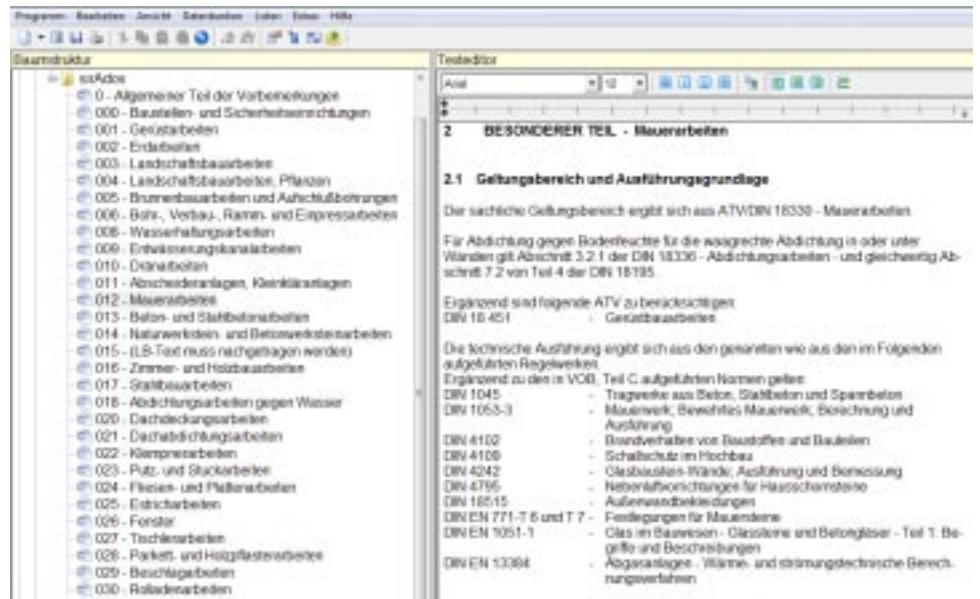 Programm Bearbeiten Ansicht Datenbanken Listen Extras Hilfe
Baumstruktur
ssAdos
0 - Allgemeiner Teil der Vorbemerkungen
000 - Baustellen- und Sicherheitseinrichtungen
001 - Gerüstarbeiten
002 - Erdarbeiten
003 - Landschaftsbauarbeiten
004 - Landschaftsbauarbeiten, Pflanzen
005 - Brunnenbauarbeiten und Aufschlußbohrungen
006 - Bohr-, Verbau-, Ramm- und Einpressarbeiten
008 - Wasserhaltungsarbeiten
009 - Entwässerungskanalarbeiten
010 - Dränarbeiten
011 - Abscheideranlagen, Kleinkläranlagen
012 - Mauerarbeiten
013 - Beton- und Stahlbetonarbeiten
014 - Naturwerkstein- und Betonwerksteinarbeiten
015 - (LB-Text muss nachgetragen werden)
016 - Zimmer- und Holzbauarbeiten
017 - Stahlbauarbeiten
018 - Abdichtungsarbeiten gegen Wasser
020 - Dachdeckungsarbeiten
021 - Dachabdichtungsarbeiten
022 - Klempnerarbeiten
023 - Putz- und Stuckarbeiten
024 - Fliesen- und Plattenarbeiten
025 - Estricharbeiten
026 - Fenster
027 - Tischlerarbeiten
028 - Parkett- und Holzpflasterarbeiten
029 - Beschlagarbeiten
030 - Rolladenarbeiten
Texteditor
Arial 12
2 BESONDERER TEIL - Mauerarbeiten
2.1 Geltungsbereich und Ausführungsgrundlage
Der sachliche Geltungsbereich ergibt sich aus ATV/DIN 18330 - Mauerarbeiten.
Für Abdichtung gegen Bodenfeuchte für die waagrechte Abdichtung in oder unter
Wänden gilt Abschnitt 3.2.1 der DIN 18336 - Abdichtungsarbeiten - und gleichwertig Ab-
schnitt 7.2 von Teil 4 der DIN 18195.
Ergänzend sind folgende ATV zu berücksichtigen:
DIN 18 451 - Gerüstbauarbeiten
Die technische Ausführung ergibt sich aus den genannten wie aus den im Folgenden
aufgeführten Regelwerken.
Ergänzend zu den in VOB, Teil C aufgeführten Normen gelten:
DIN 1045 - Tragwerke aus Beton, Stahlbeton und Spannbeton
DIN 1053-3 - Mauerwerk; Bewehrtes Mauerwerk; Berechnung und
Ausführung
DIN 4102 - Brandverhalten von Baustoffen und Bauteilen
DIN 4109 - Schallschutz im Hochbau
DIN 4242 - Glasbaustein-Wände; Ausführung und Bemessung
DIN 4795 - Nebenluftvorrichtungen für Hausschornsteine
DIN 18515 - Außenwandbekleidungen
DIN EN 771-T 6 und T 7 - Festlegungen für Mauersteine
DIN EN 1051-1 - Glas im Bauwesen - Glassteine und Betongläser - Teil 1: Be-
griffe und Beschreibungen
DIN EN 13384 - Abgasanlagen - Wärme- und strömungstechnische Berech-
nungsverfahren